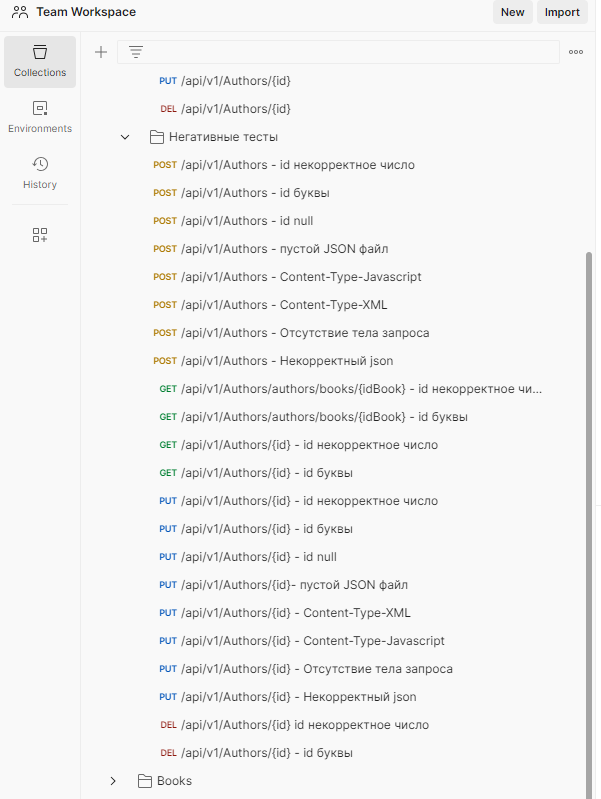 Team Workspace
New
Import
Collections
Environments
History
PUT /api/v1/Authors/{id}
DEL /api/v1/Authors/{id}
Негативные тесты
POST /api/v1/Authors - id некорректное число
POST /api/v1/Authors - id буквы
POST /api/v1/Authors - id null
POST /api/v1/Authors - пустой JSON файл
POST /api/v1/Authors - Content-Type-Javascript
POST /api/v1/Authors - Content-Type-XML
POST /api/v1/Authors - Отсутствие тела запроса
POST /api/v1/Authors - Некорректный json
GET /api/v1/Authors/authors/books/{idBook} - id некорректное чи...
GET /api/v1/Authors/authors/books/{idBook} - id буквы
GET /api/v1/Authors/{id} - id некорректное число
GET /api/v1/Authors/{id} - id буквы
PUT /api/v1/Authors/{id} - id некорректное число
PUT /api/v1/Authors/{id} - id буквы
PUT /api/v1/Authors/{id} - id null
PUT /api/v1/Authors/{id}- пустой JSON файл
PUT /api/v1/Authors/{id} - Content-Type-XML
PUT /api/v1/Authors/{id} - Content-Type-Javascript
PUT /api/v1/Authors/{id} - Отсутствие тела запроса
PUT /api/v1/Authors/{id} - Некорректный json
DEL /api/v1/Authors/{id} id некорректное число
DEL /api/v1/Authors/{id} - id буквы
Books